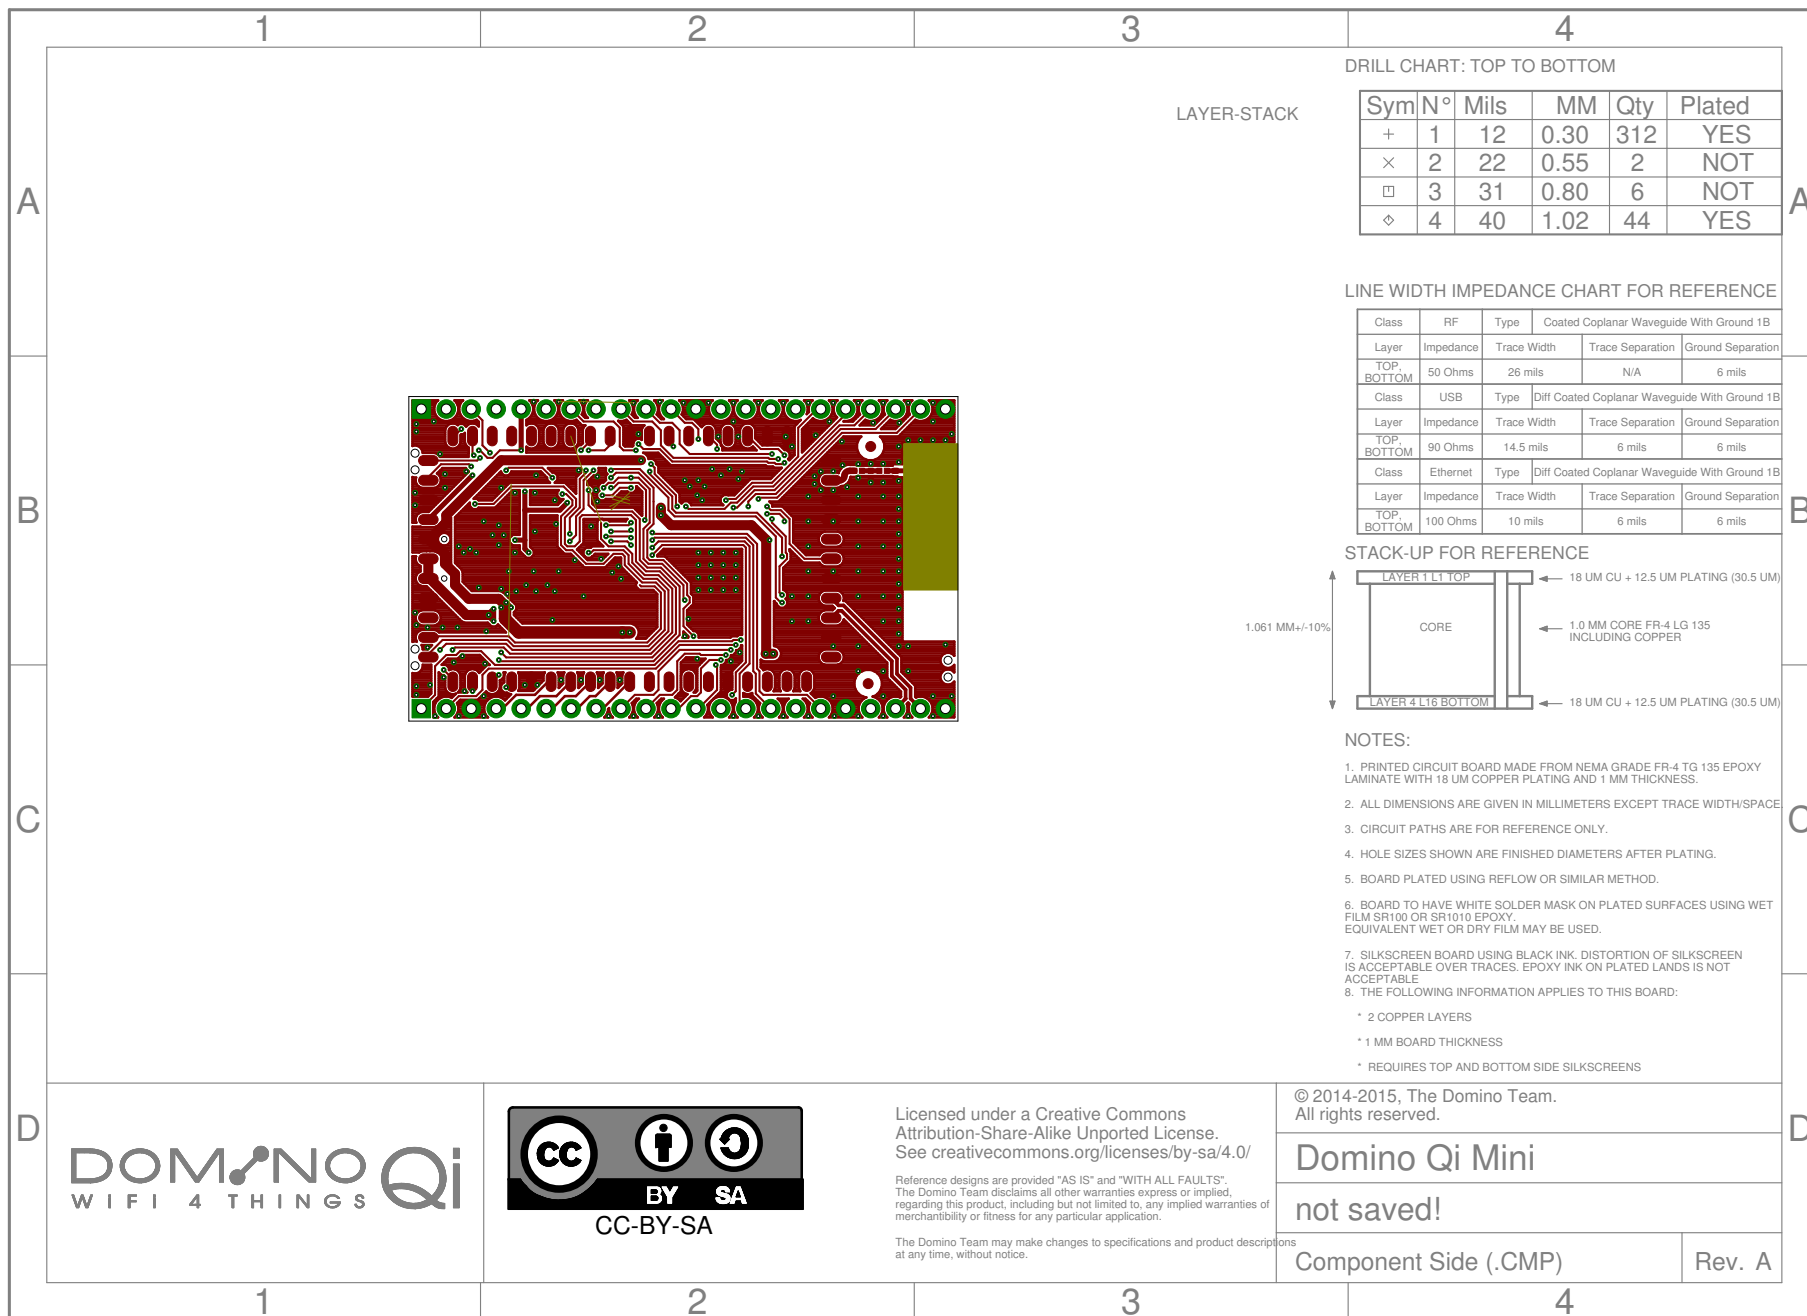 1 2 3 4
DRILL CHART: TOP TO BOTTOM
LAYER-STACK
Sym N° Mils MM Qty Plated
+ 1 12 0.30 312 YES
× 2 22 0.55 2 NOT
3 31 0.80 6 NOT
4 40 1.02 44 YES
A A
LINE WIDTH IMPEDANCE CHART FOR REFERENCE
Class RF Type Coated Coplanar Waveguide With Ground 1B
Layer Impedance Trace Width Trace Separation Ground Separation
TOP, BOTTOM 50 Ohms 26 mils N/A 6 mils
Class USB Type Diff Coated Coplanar Waveguide With Ground 1B
Layer Impedance Trace Width Trace Separation Ground Separation
TOP, BOTTOM 90 Ohms 14.5 mils 6 mils 6 mils
Class Ethernet Type Diff Coated Coplanar Waveguide With Ground 1B
Layer Impedance Trace Width Trace Separation Ground Separation
TOP, BOTTOM 100 Ohms 10 mils 6 mils 6 mils
B B
STACK-UP FOR REFERENCE
LAYER 1 L1 TOP
18 UM CU + 12.5 UM PLATING (30.5 UM)
1.061 MM+/-10%
CORE
1.0 MM CORE FR-4 LG 135
INCLUDING COPPER
LAYER 4 L16 BOTTOM
18 UM CU + 12.5 UM PLATING (30.5 UM)
NOTES:
1. PRINTED CIRCUIT BOARD MADE FROM NEMA GRADE FR-4 TG 135 EPOXY
LAMINATE WITH 18 UM COPPER PLATING AND 1 MM THICKNESS.
2. ALL DIMENSIONS ARE GIVEN IN MILLIMETERS EXCEPT TRACE WIDTH/SPACE
C C
3. CIRCUIT PATHS ARE FOR REFERENCE ONLY.
4. HOLE SIZES SHOWN ARE FINISHED DIAMETERS AFTER PLATING.
5. BOARD PLATED USING REFLOW OR SIMILAR METHOD.
6. BOARD TO HAVE WHITE SOLDER MASK ON PLATED SURFACES USING WET
FILM SR100 OR SR1010 EPOXY.
EQUIVALENT WET OR DRY FILM MAY BE USED.
7. SILKSCREEN BOARD USING BLACK INK. DISTORTION OF SILKSCREEN
IS ACCEPTABLE OVER TRACES. EPOXY INK ON PLATED LANDS IS NOT
ACCEPTABLE
8. THE FOLLOWING INFORMATION APPLIES TO THIS BOARD:
* 2 COPPER LAYERS
* 1 MM BOARD THICKNESS
* REQUIRES TOP AND BOTTOM SIDE SILKSCREENS
D D
DOMINO Qi
WIFI 4 THINGS
cc
BY SA
CC-BY-SA
Licensed under a Creative Commons
Attribution-Share-Alike Unported License.
See creativecommons.org/licenses/by-sa/4.0/
Reference designs are provided "AS IS" and "WITH ALL FAULTS".
The Domino Team disclaims all other warranties express or implied,
regarding this product, including but not limited to, any implied warranties of
merchantibility or fitness for any particular application.
The Domino Team may make changes to specifications and product descriptions
at any time, without notice.
© 2014-2015, The Domino Team.
All rights reserved.
Domino Qi Mini
not saved!
Component Side (.CMP) Rev. A
1 2 3 4